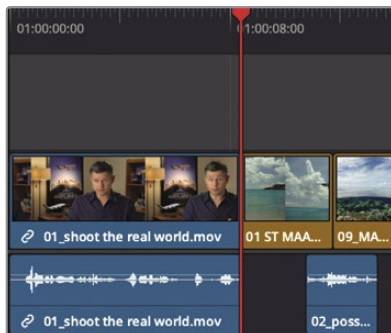 01:00:00:00
01:00:08:00
01_shoot the real world.mov
01 ST MAA...
09_MA...
01_shoot the real world.mov
02_poss...